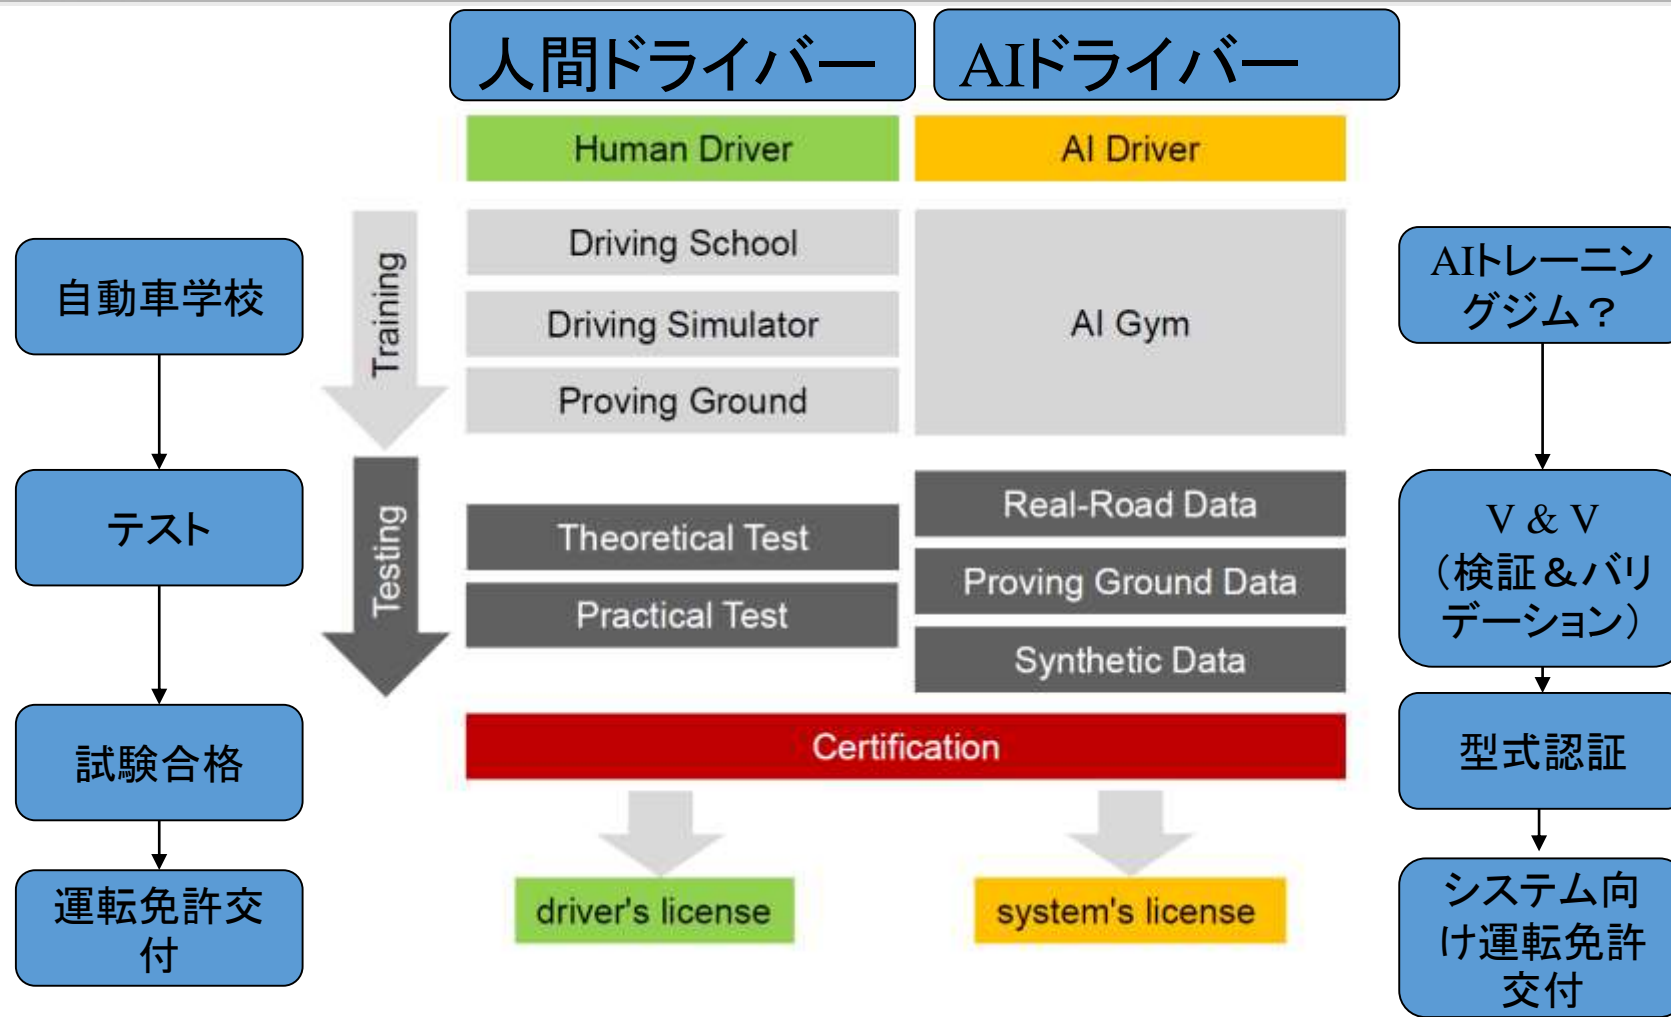 人間ドライバー
AIドライバー
Human Driver
AI Driver
自動車学校
テスト
試験合格
運転免許交
付
Training
Testing
Driving School
Driving Simulator
Proving Ground
AI Gym
Theoretical Test
Practical Test
Real-Road Data
Proving Ground Data
Synthetic Data
Certification
driver's license
system's license
AIトレーニン
グジム？
V & V
（検証＆バリ
デーション）
型式認証
システム向
け運転免許
交付